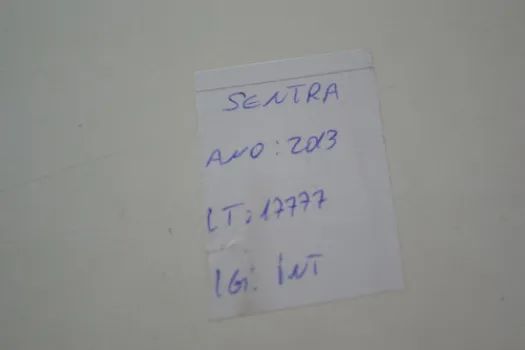 SENTRA
ANO: 2013
LT: 17777
IG: INT